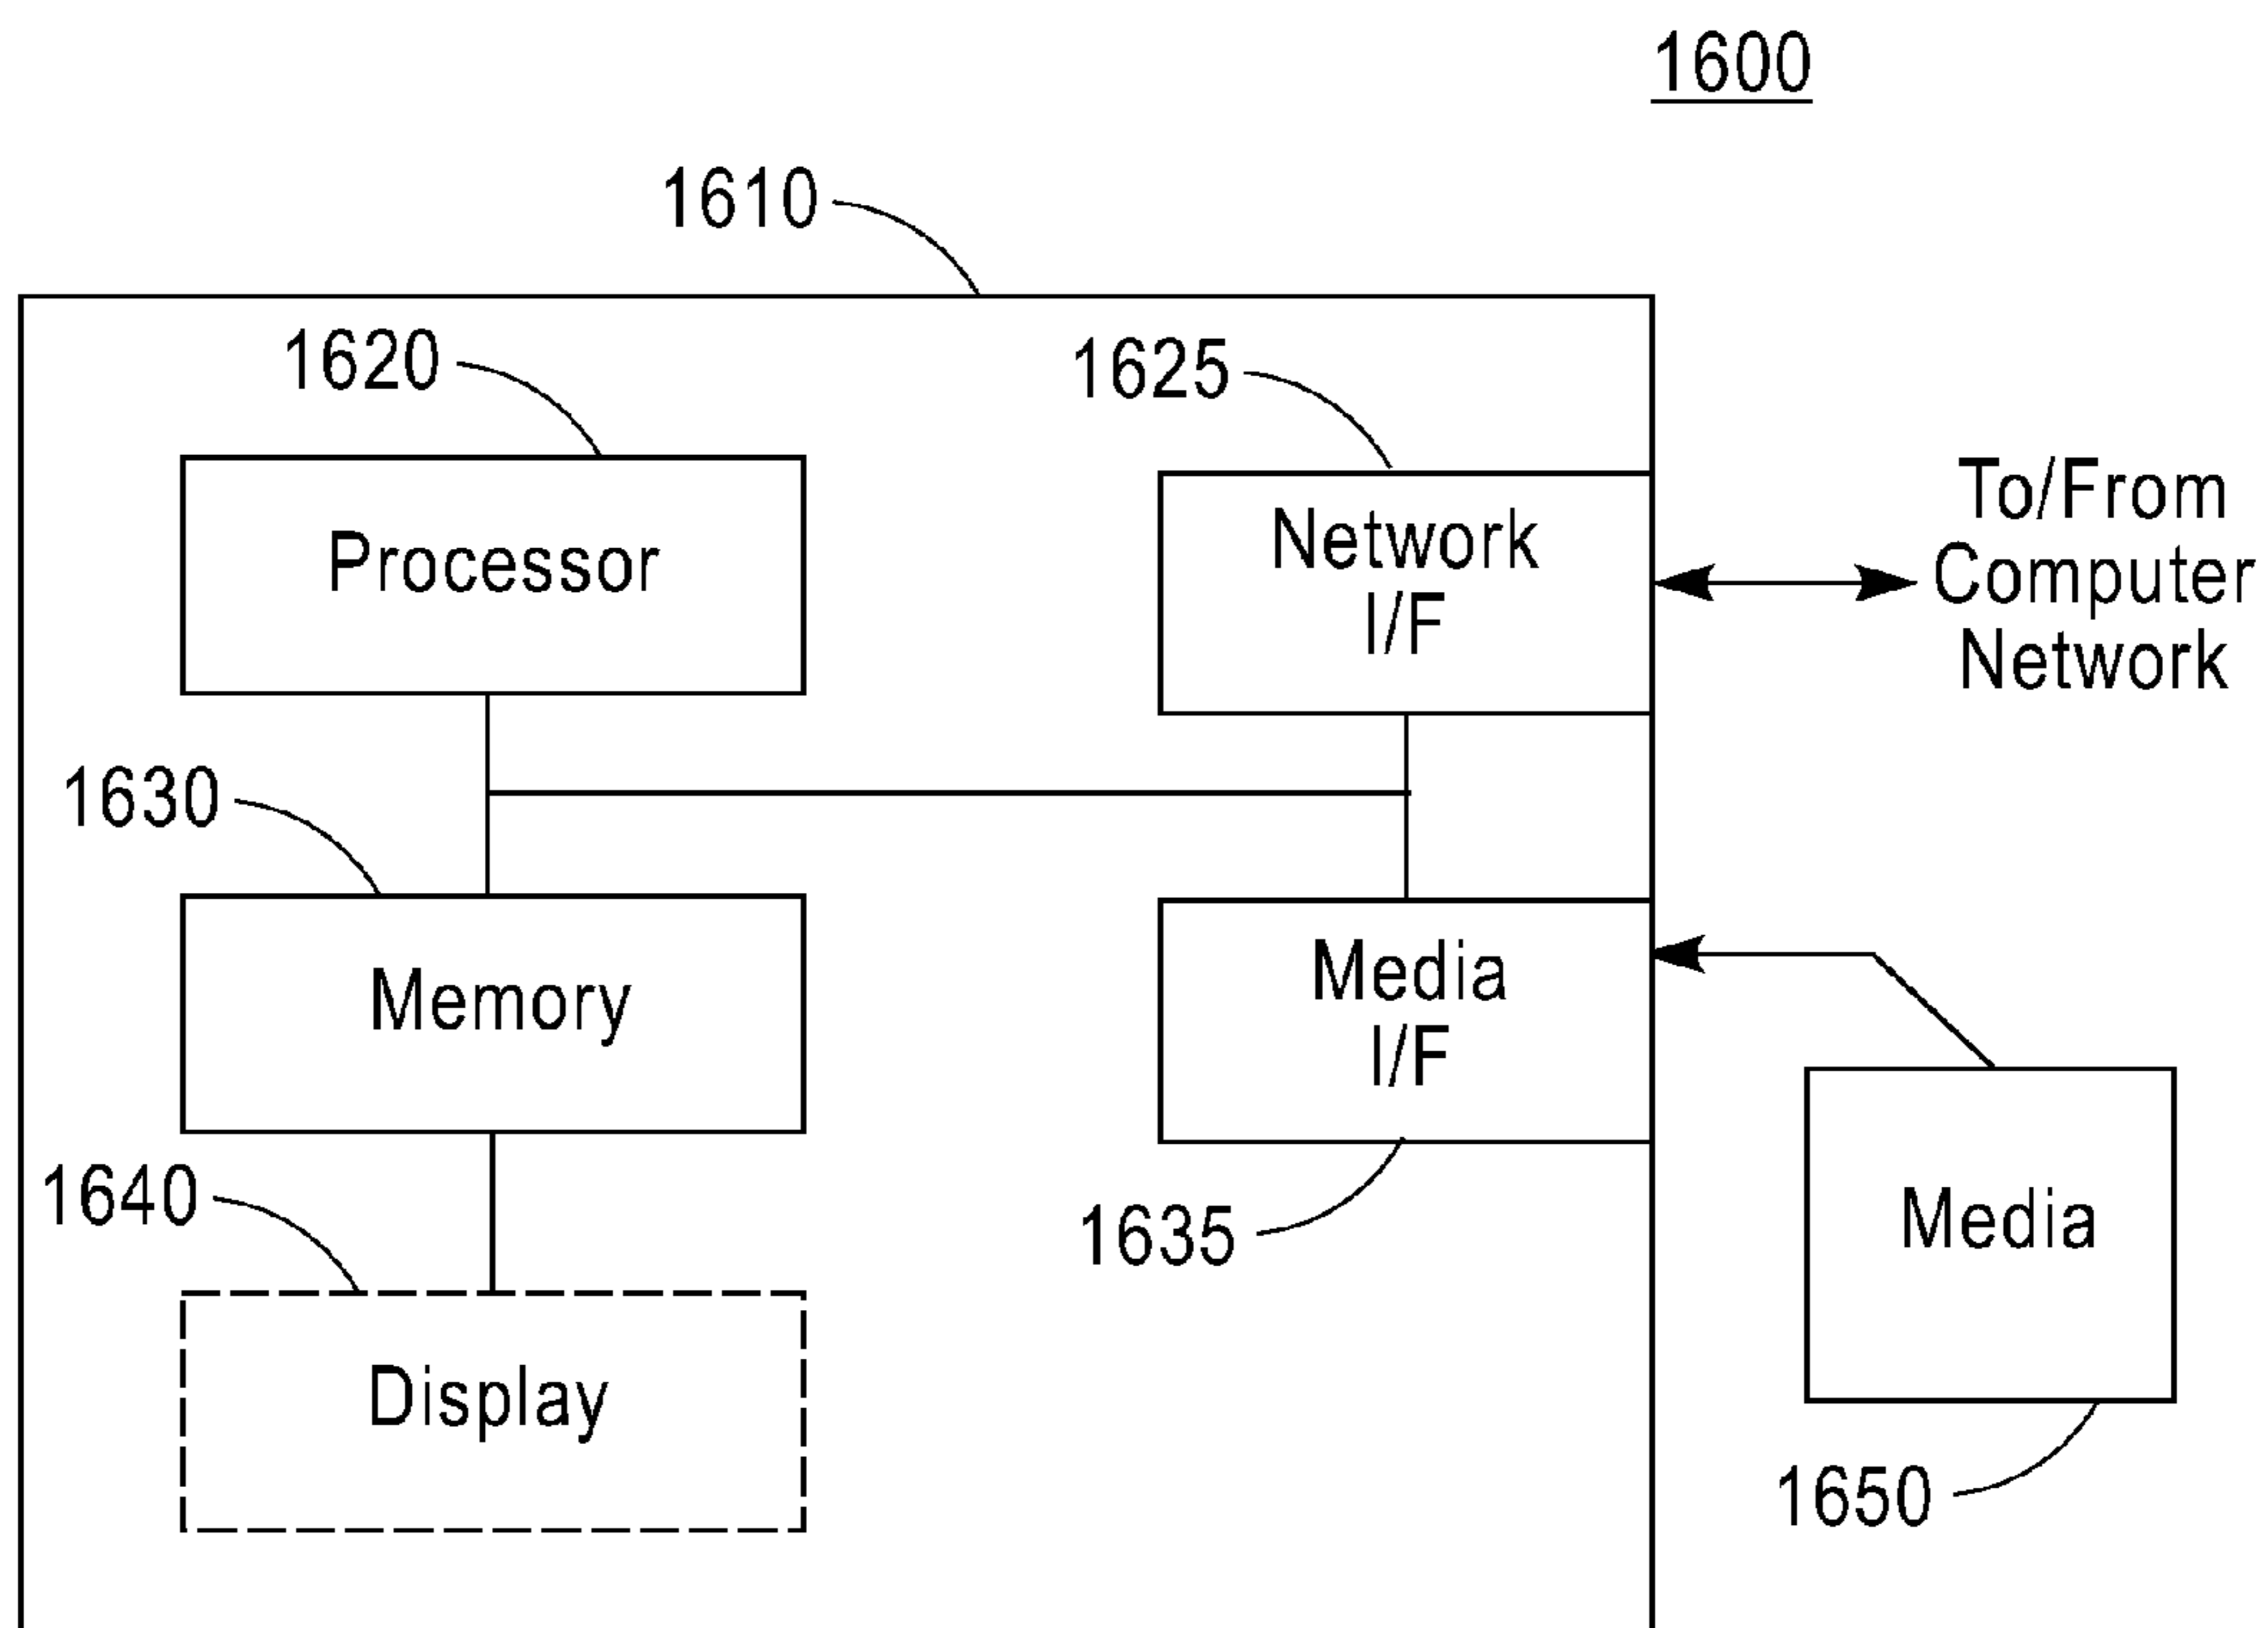 1600
1610
1620
1625
Processor
Network
I/F
To/From
Computer
Network
1630
Memory
Media
I/F
1640
1635
Media
Display
1650